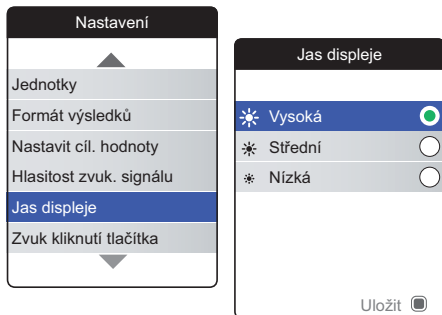 Nastavení
Jednotky
Formát výsledků
Nastavit cíl. hodnoty
Hlasitost zvuk. signálu
Jas displeje
Zvuk kliknutí tlačítka
Jas displeje
Vysoká
Střední
Nízká
Uložit